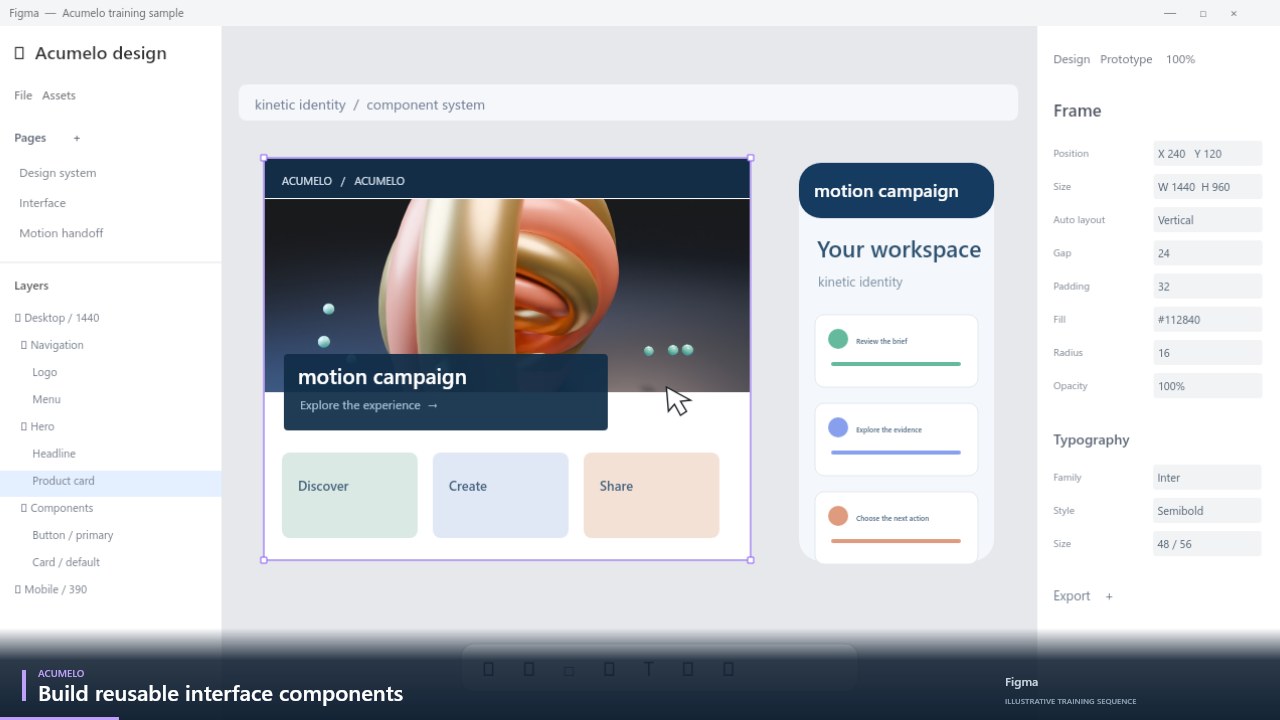 Figma — Acumelo training sample
Acumelo design
File Assets
Pages +
Design system
Interface
Motion handoff
Layers
Desktop / 1440
Navigation
Logo
Menu
Hero
Headline
Product card
Components
Button / primary
Card / default
Mobile / 390
kinetic identity / component system
ACUMELO / ACUMELO
motion campaign
Explore the experience →
Discover
Create
Share
motion campaign
Your workspace
kinetic identity
Review the brief
Explore the evidence
Choose the next action
Design Prototype 100%
Frame
Position X 240 Y 120
Size W 1440 H 960
Auto layout Vertical
Gap 24
Padding 32
Fill #112840
Radius 16
Opacity 100%
Typography
Family Inter
Style Semibold
Size 48 / 56
Export +
T
ACUMELO
Build reusable interface components
Figma
ILLUSTRATIVE TRAINING SEQUENCE